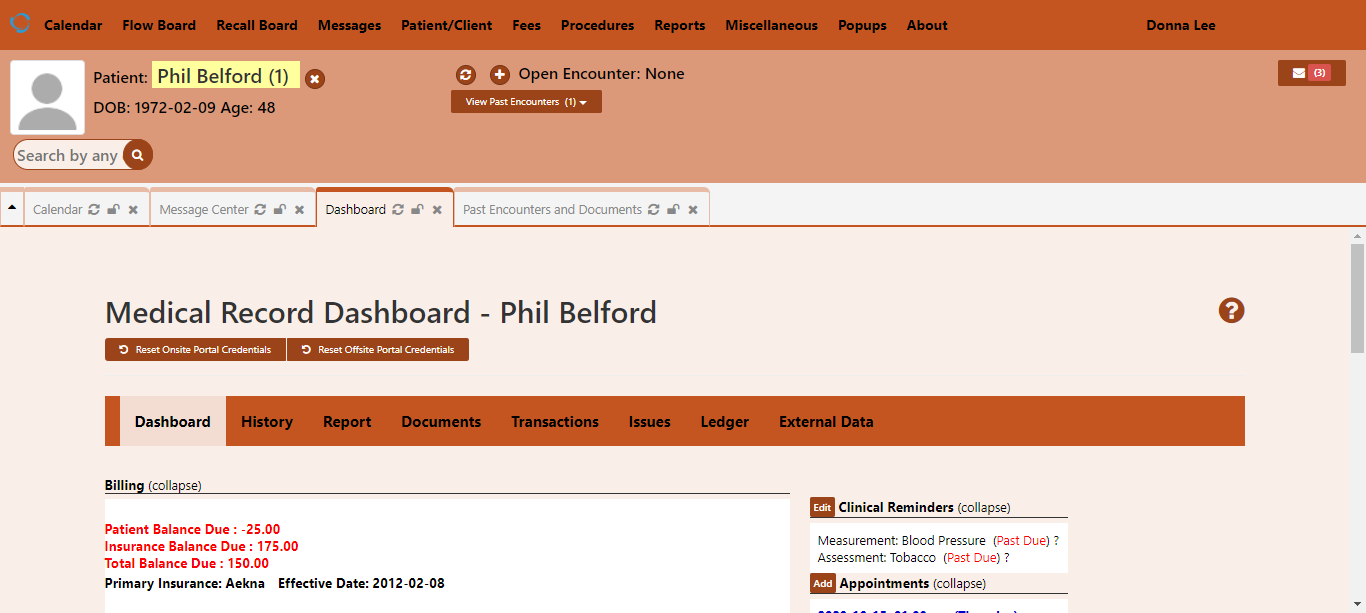 Calendar Flow Board Recall Board Messages Patient/Client Fees Procedures Reports Miscellaneous Popups About Donna Lee
Patient: Phil Belford (1)
DOB: 1972-02-09 Age: 48
Search by any
Open Encounter: None
View Past Encounters (1)
(3)
Calendar Message Center Dashboard Past Encounters and Documents
Medical Record Dashboard - Phil Belford
Reset Onsite Portal Credentials Reset Offsite Portal Credentials
Dashboard History Report Documents Transactions Issues Ledger External Data
Billing (collapse)
Patient Balance Due : -25.00
Insurance Balance Due : 175.00
Total Balance Due : 150.00
Primary Insurance: Aekna Effective Date: 2012-02-08
Edit Clinical Reminders (collapse)
Measurement: Blood Pressure (Past Due) ?
Assessment: Tobacco (Past Due) ?
Add Appointments (collapse)